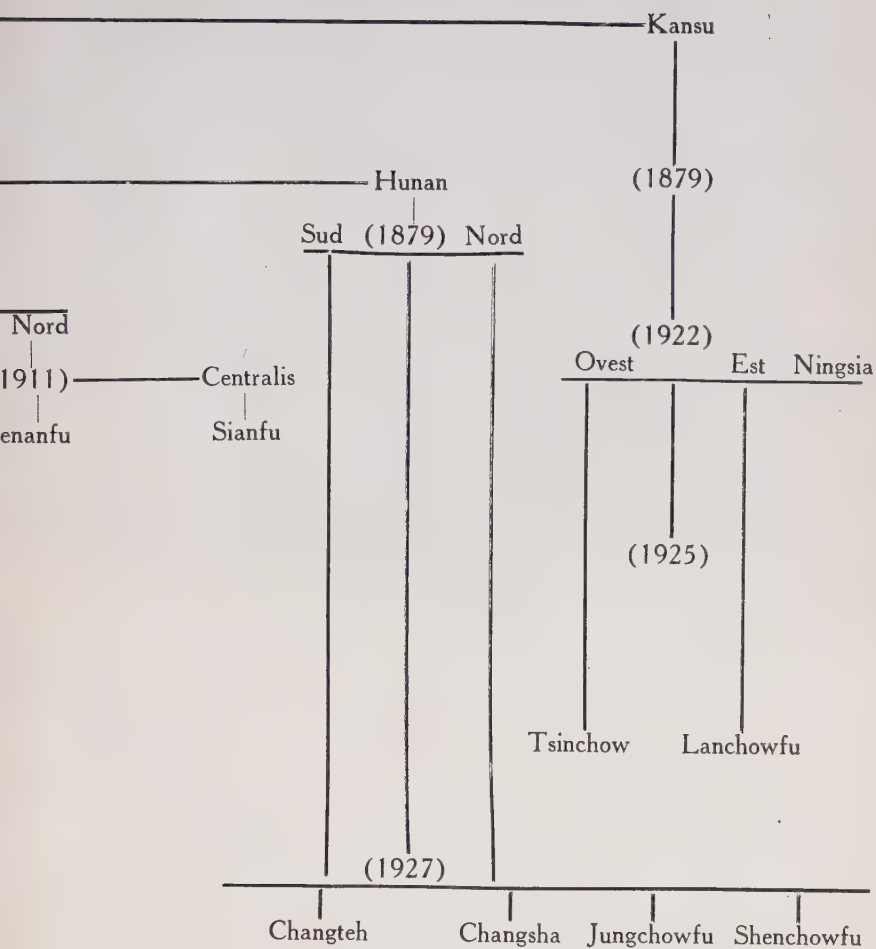 Kansu
(1879)
Hunan
Sud (1879) Nord
Nord
(1922)
Ovest Est Ningsia
1911) Centralis
enanfu Sianfu
(1925)
Tsinchow Lanchowfu
(1927)
Changteh Changsha Jungchowfu Shenchowfu